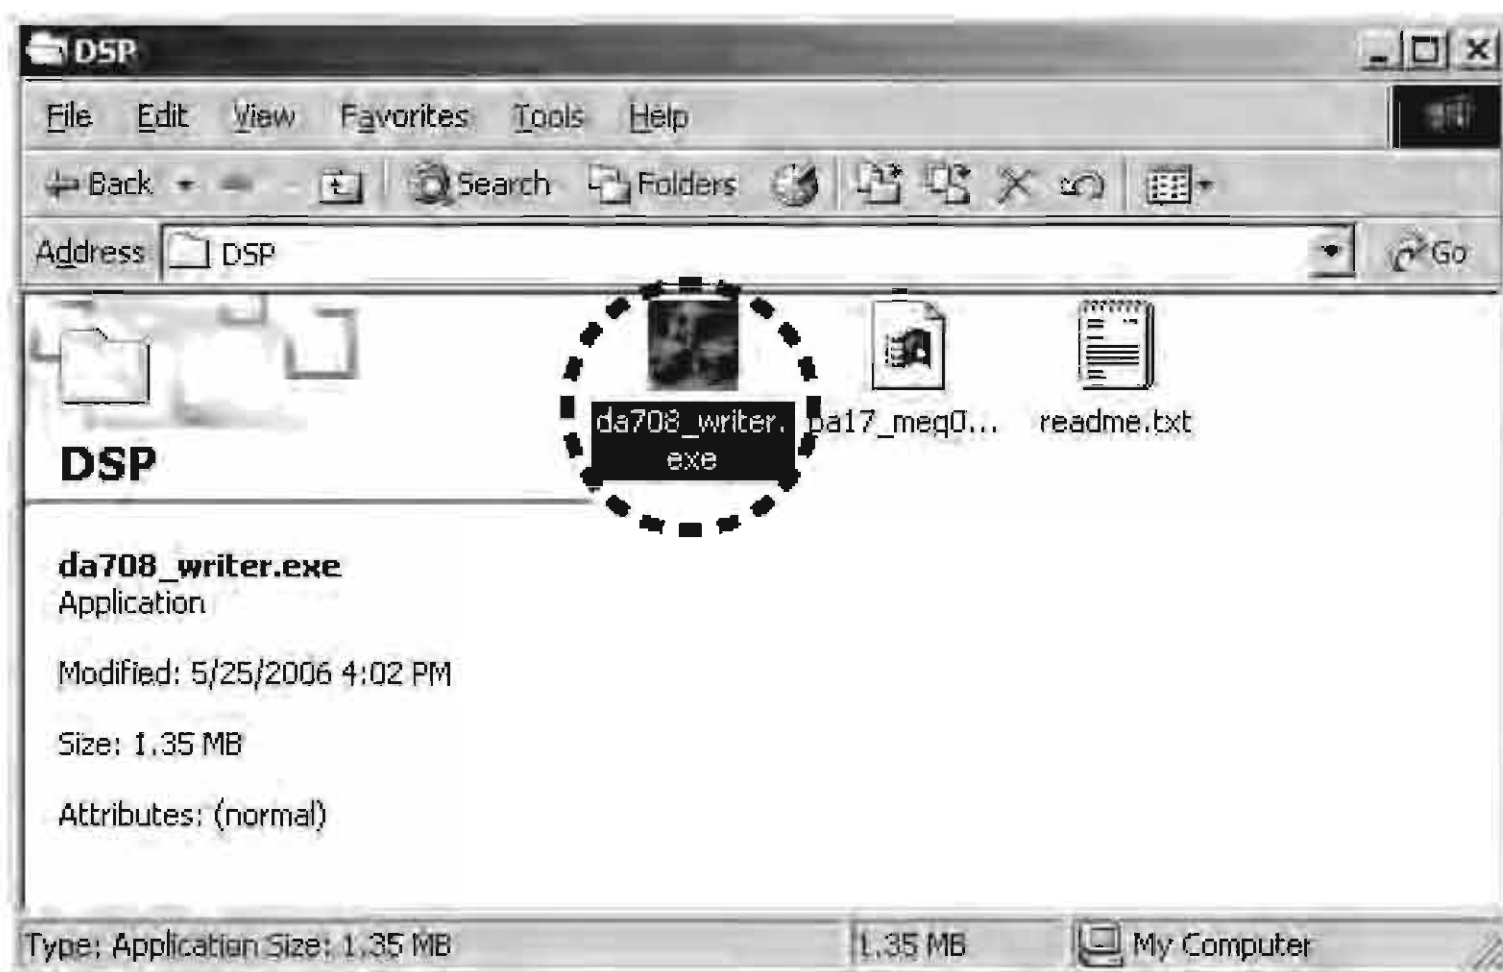 DSP
File Edit View Favorites Tools Help
Back Search Folders
Address DSP Go
da708_writer.
exe
readme.txt
DSP
da708_writer.exe
Application
Modified: 5/25/2006 4:02 PM
Size: 1.35 MB
Attributes: (normal)
Type: Application Size: 1.35 MB 1.35 MB My Computer